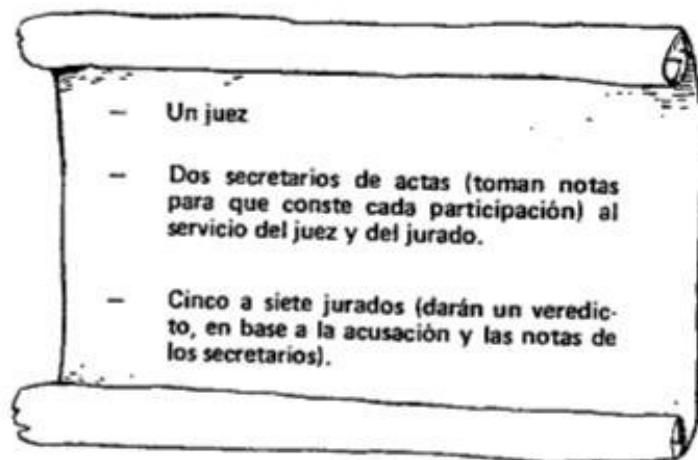 — Un juez
— Dos secretarios de actas (toman notas
para que conste cada participación) al
servicio del juez y del jurado.
— Cinco a siete jurados (darán un veredic-
to, en base a la acusación y las notas de
los secretarios).